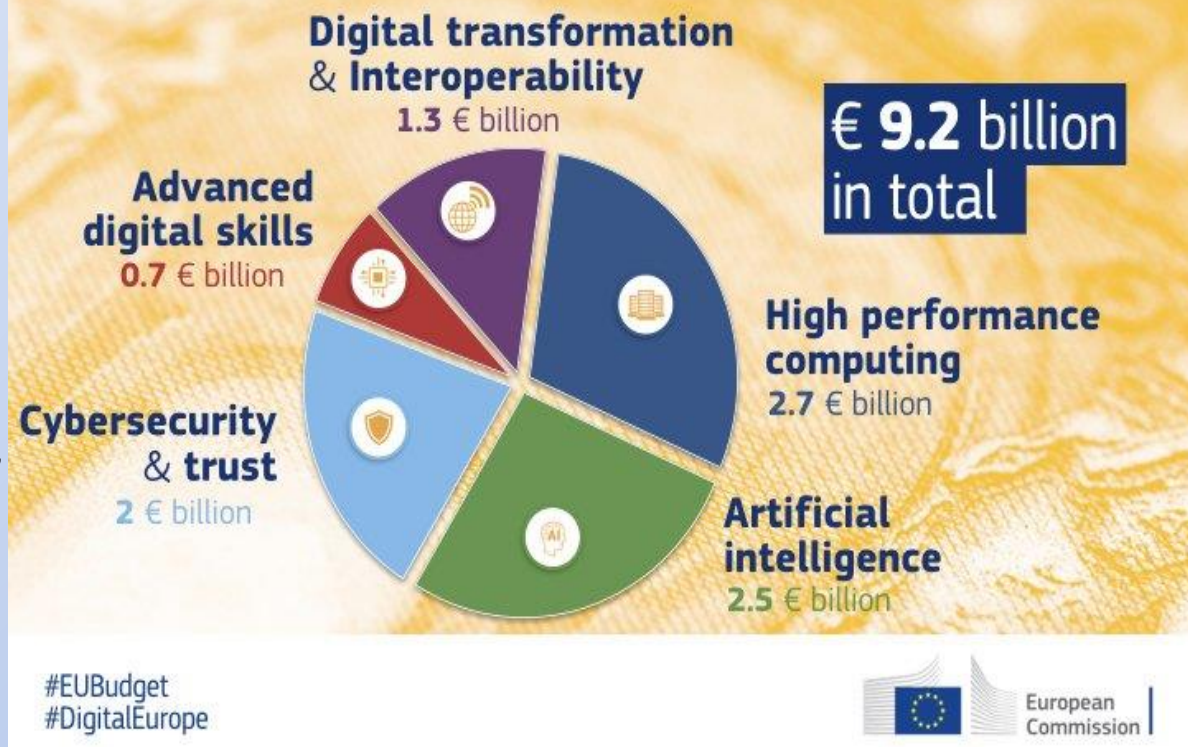 Digital transformation
& Interoperability
1.3 € billion
€ 9.2 billion
in total
Advanced
digital skills
0.7 € billion
High performance
computing
2.7 € billion
Cybersecurity
& trust
2 € billion
AI
Artificial
intelligence
2.5 € billion
#EUBudget
#DigitalEurope
European
Commission